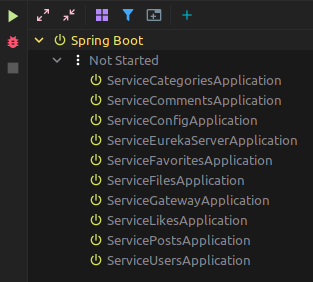 Spring Boot
Not Started
ServiceCategoriesApplication
ServiceCommentsApplication
ServiceConfigApplication
ServiceEurekaServerApplication
ServiceFavoritesApplication
ServiceFilesApplication
ServiceGatewayApplication
ServiceLikesApplication
ServicePostsApplication
ServiceUsersApplication